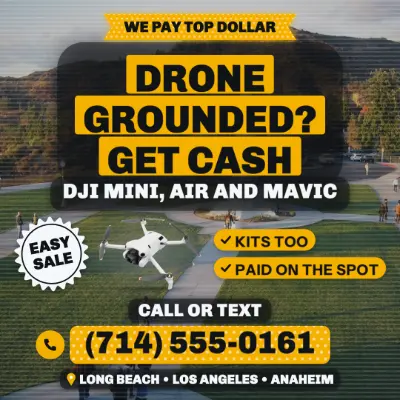 WE PAY TOP DOLLAR
DRONE
GROUNDED?
GET CASH
DJI MINI, AIR AND MAVIC
EASY
SALE
✓ KITS TOO
✓ PAID ON THE SPOT
CALL OR TEXT
(714) 555-0161
LONG BEACH • LOS ANGELES • ANAHEIM